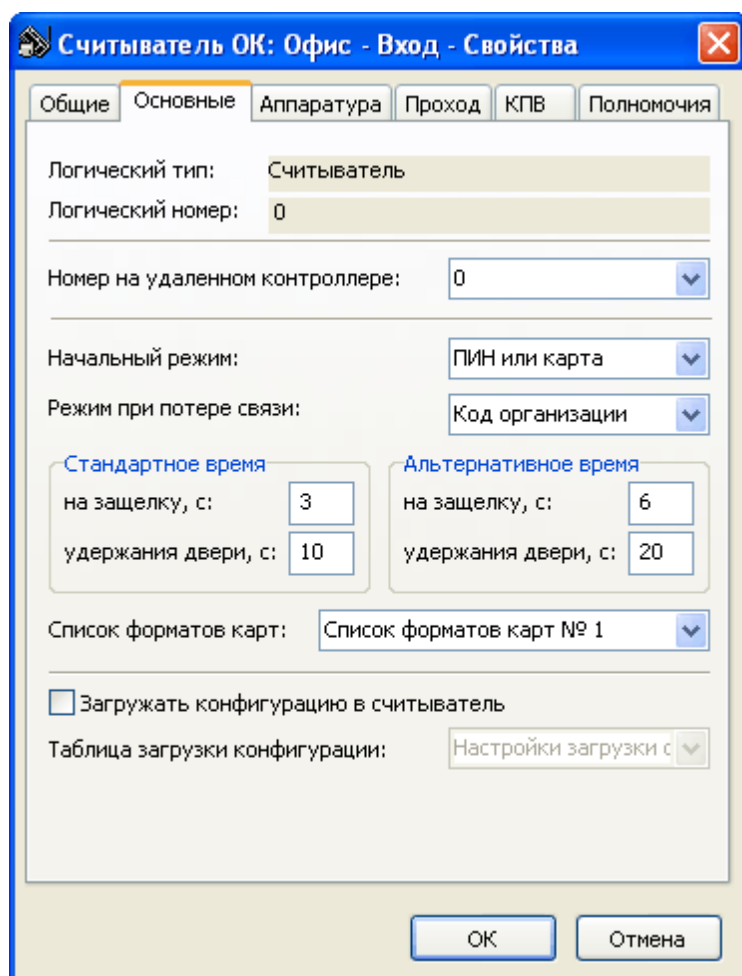 Считыватель ОК: Офис - Вход - Свойства
Общие Основные Аппаратура Проход КПВ Полномочия
Логический тип: Считыватель
Логический номер: 0
Номер на удаленном контроллере: 0
Начальный режим: ПИН или карта
Режим при потере связи: Код организации
Стандартное время Альтернативное время
на защелку, с: 3 на защелку, с: 6
удержания двери, с: 10 удержания двери, с: 20
Список форматов карт: Список форматов карт № 1
Загружать конфигурацию в считыватель
Таблица загрузки конфигурации: Настройки загрузки с
ОК Отмена